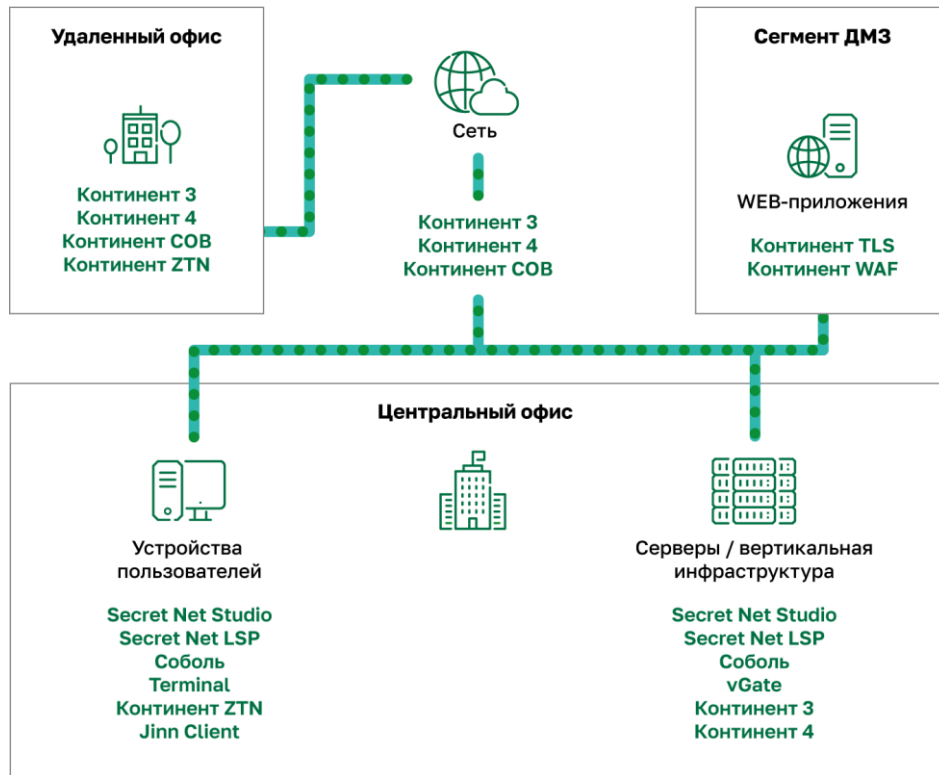 Удаленный офис
Континент 3
Континент 4
Континент СОВ
Континент ZTN
Сеть
Континент 3
Континент 4
Континент СОВ
Сегмент ДМЗ
WEB-приложения
Континент TLS
Континент WAF
Центральный офис
Устройства
пользователей
Secret Net Studio
Secret Net LSP
Соболь
Terminal
Континент ZTN
Jinn Client
Серверы / вертикальная
инфраструктура
Secret Net Studio
Secret Net LSP
Соболь
vGate
Континент 3
Континент 4